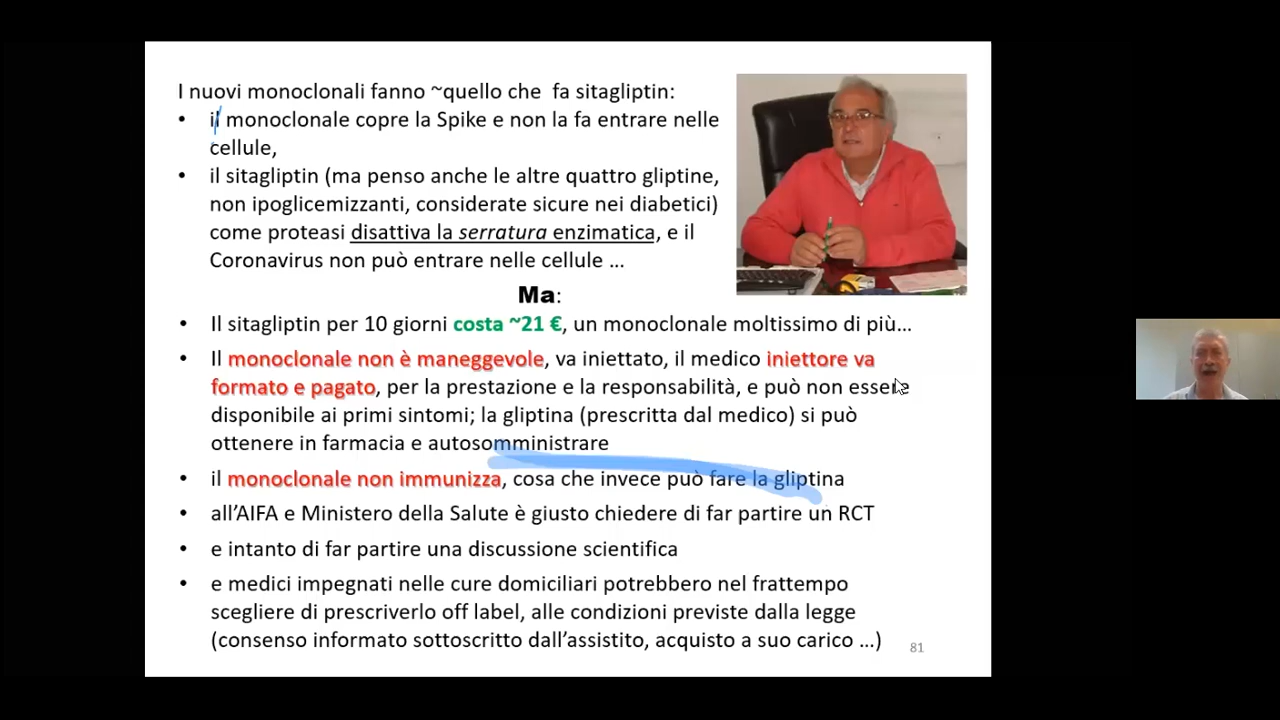 I nuovi monoclonali fanno ~quello che fa sitagliptin:
• il monoclonale copre la Spike e non la fa entrare nelle
cellule,
• il sitagliptin (ma penso anche le altre quattro gliptine,
non ipoglicemizzanti, considerate sicure nei diabetici)
come proteasi disattiva la serratura enzimatica, e il
Coronavirus non può entrare nelle cellule …
Ma:
• Il sitagliptin per 10 giorni costa ~21 €, un monoclonale moltissimo di più…
• Il monoclonale non è maneggevole, va iniettato, il medico iniettore va
formato e pagato, per la prestazione e la responsabilità, e può non essere
disponibile ai primi sintomi; la gliptina (prescritta dal medico) si può
ottenere in farmacia e autosomministrare
• il monoclonale non immunizza, cosa che invece può fare la gliptina
• all’AIFA e Ministero della Salute è giusto chiedere di far partire un RCT
• e intanto di far partire una discussione scientifica
• e medici impegnati nelle cure domiciliari potrebbero nel frattempo
scegliere di prescriverlo off label, alle condizioni previste dalla legge
(consenso informato sottoscritto dall’assistito, acquisto a suo carico …)
81